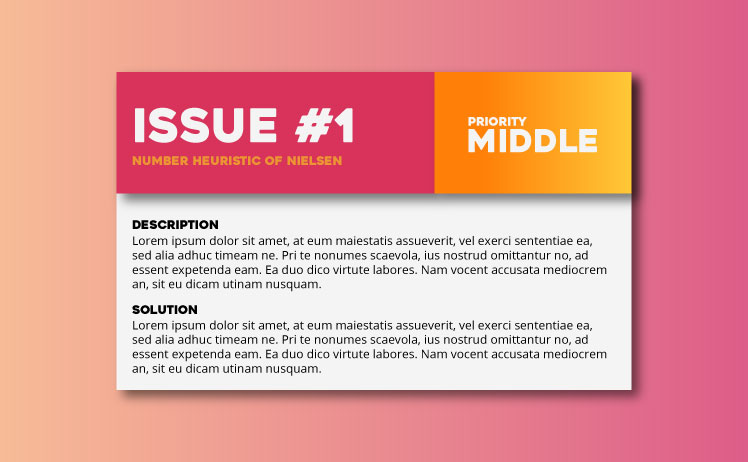 ISSUE #1
NUMBER HEURISTIC OF NIELSEN
PRIORITY
MIDDLE
DESCRIPTION
Lorem ipsum dolor sit amet, at eum maiestatis assueverit, vel exerci sententiae ea,
sed alia adhuc timeam ne. Pri te nonumes scaevola, ius nostrud omittantur no, ad
essent expetenda eam. Ea duo dico virtute labores. Nam vocent accusata mediocrem
an, sit eu dicam utinam nusquam.
SOLUTION
Lorem ipsum dolor sit amet, at eum maiestatis assueverit, vel exerci sententiae ea,
sed alia adhuc timeam ne. Pri te nonumes scaevola, ius nostrud omittantur no, ad
essent expetenda eam. Ea duo dico virtute labores. Nam vocent accusata mediocrem
an, sit eu dicam utinam nusquam.